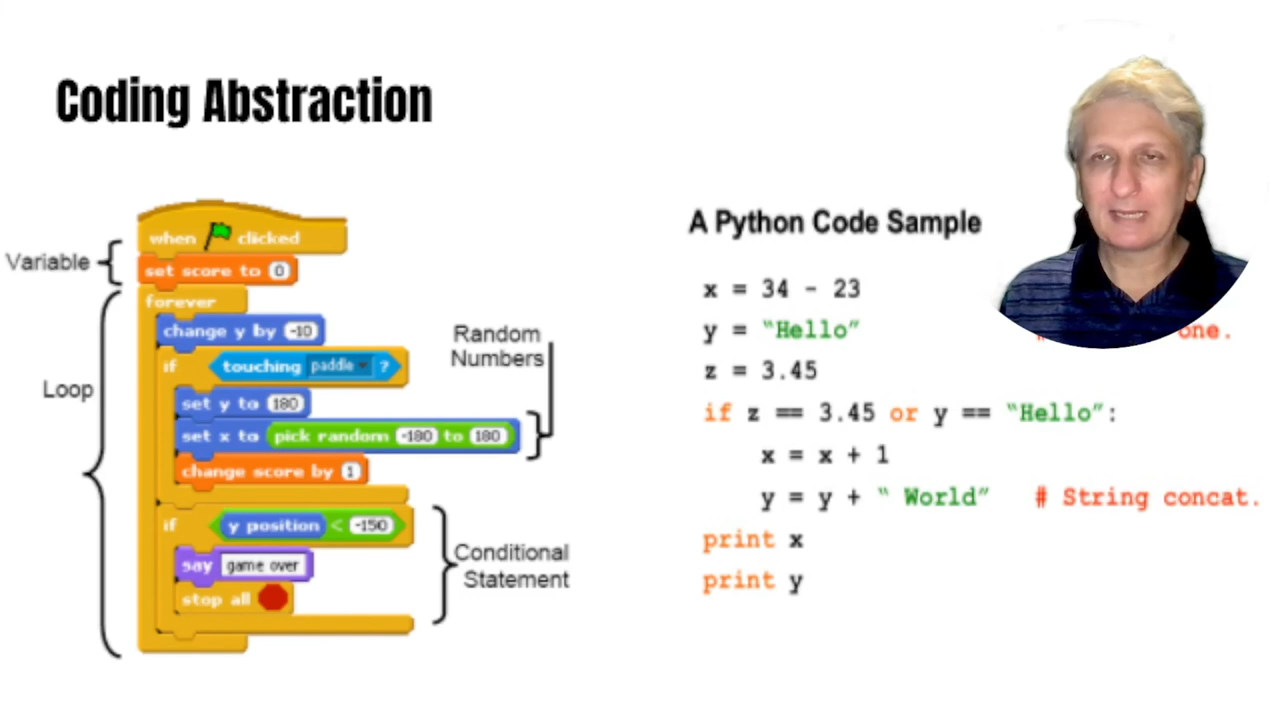 Coding Abstraction
when clicked
Variable
set score to 0
forever
change y by -10
if touching paddle ?
Random
Numbers
Loop
set y to 180
set x to pick random -180 to 180
change score by 1
if y position < -150
Conditional
Statement
say game over
stop all
A Python Code Sample
x = 34 - 23
y = “Hello” one.
z = 3.45
if z == 3.45 or y == “Hello”:
x = x + 1
y = y + “ World” # String concat.
print x
print y